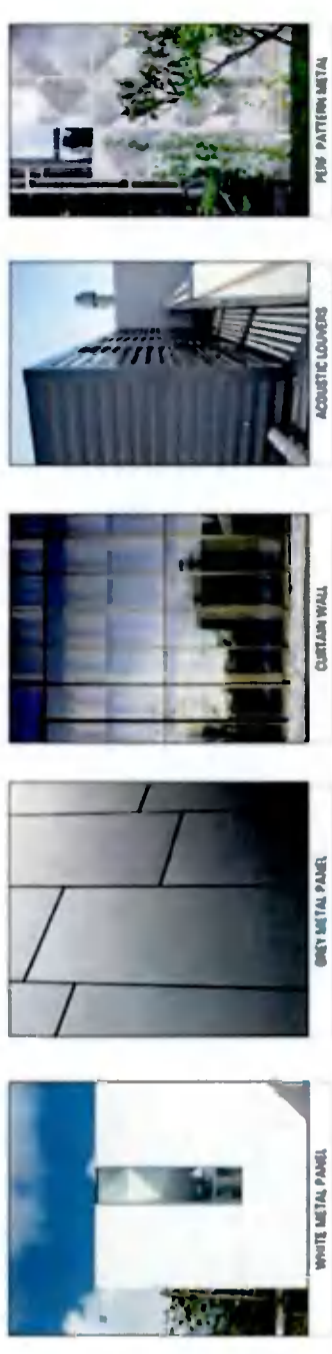 WHITE METAL PANEL
GREY METAL PANEL
CURTAIN WALL
ACOUSTIC LOUVERS
PERF PATTERN METAL